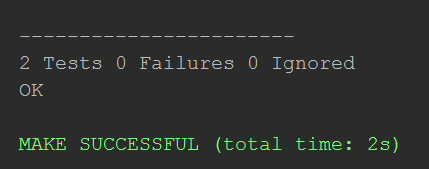 -----------------------
2 Tests 0 Failures 0 Ignored
OK
MAKE SUCCESSFUL (total time: 2s)